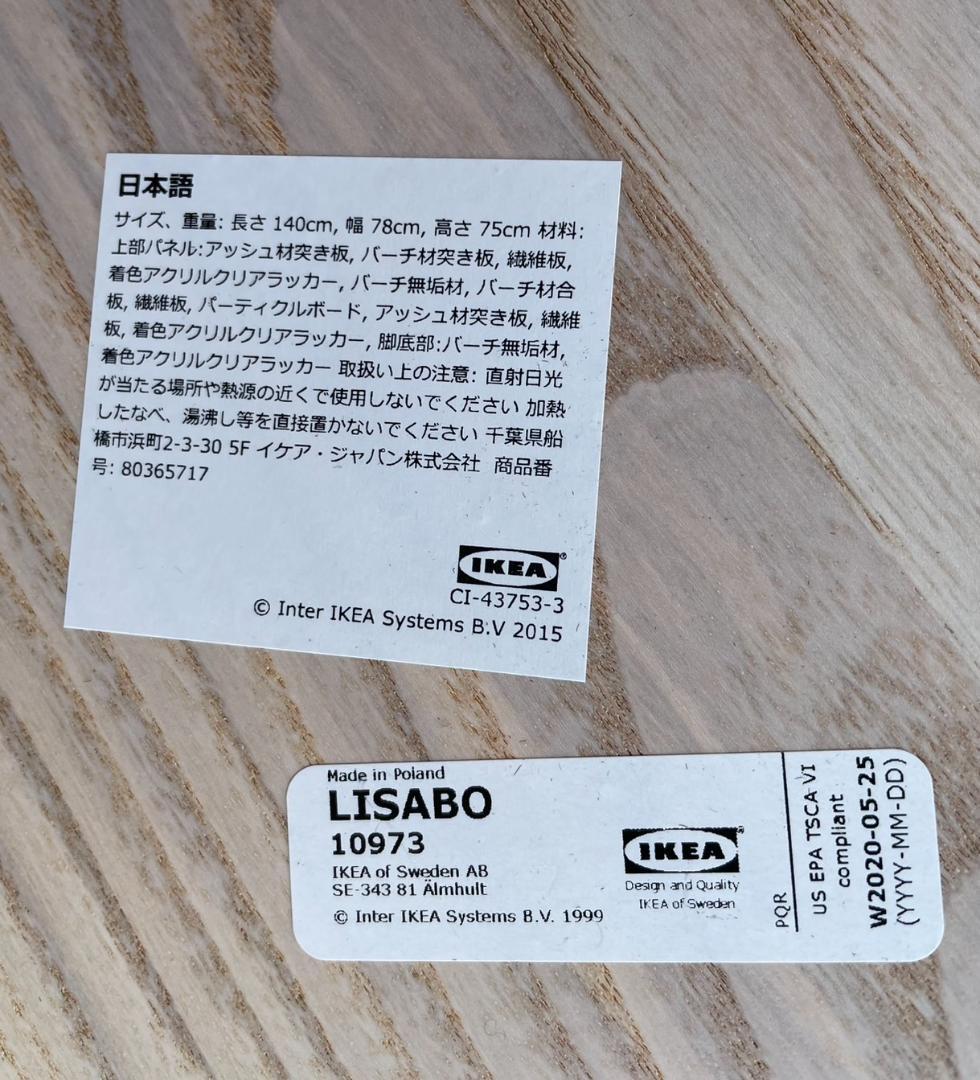 日本語
サイズ、重量: 長さ 140cm, 幅 78cm, 高さ 75cm 材料:
上部パネル:アッシュ材突き板, バーチ材突き板, 繊維板,
着色アクリルクリアラッカー, バーチ無垢材, バーチ材合
板, 繊維板, パーティクルボード, アッシュ材突き板, 繊維
板, 着色アクリルクリアラッカー, 脚底部:バーチ無垢材,
着色アクリルクリアラッカー 取扱い上の注意: 直射日光
が当たる場所や熱源の近くで使用しないでください 加熱
したなべ、湯沸し等を直接置かないでください 千葉県船
橋市浜町2-3-30 5F イケア・ジャパン株式会社 商品番
号: 80365717
IKEA®
CI-43753-3
© Inter IKEA Systems B.V 2015
Made in Poland
LISABO
10973
IKEA of Sweden AB
SE-343 81 Älmhult
© Inter IKEA Systems B.V. 1999
IKEA®
Design and Quality
IKEA of Sweden
PQR
US EPA TSCA VI
compliant
W2020-05-25
(YYYY-MM-DD)